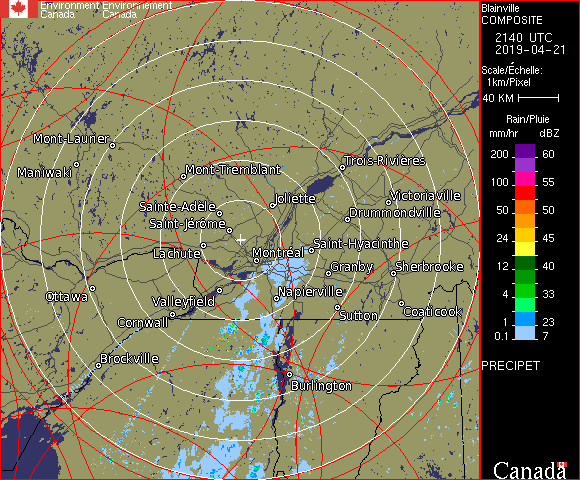 Environment Environnement
Canada Canada
Blainville
COMPOSITE
2140 UTC
2019-04-21
Scale/Échelle:
1km/Pixel
40 KM
Rain/Pluie
mm/hr dBZ
200 60
100 55
50 50
24 45
12 40
4 33
1 23
0.1 7
PRECIPET
Canada
Mont-Laurier
Maniwaki
Mont-Tremblant
Trois-Rivières
Joliette
Victoriaville
Sainte-Adèle
Drummondville
Saint-Jérôme
Saint-Hyacinthe
Lachute
Montréal
Granby
Sherbrooke
Ottawa
Valleyfield
Napierville
Cornwall
Sutton
Coaticook
Brockville
Burlington